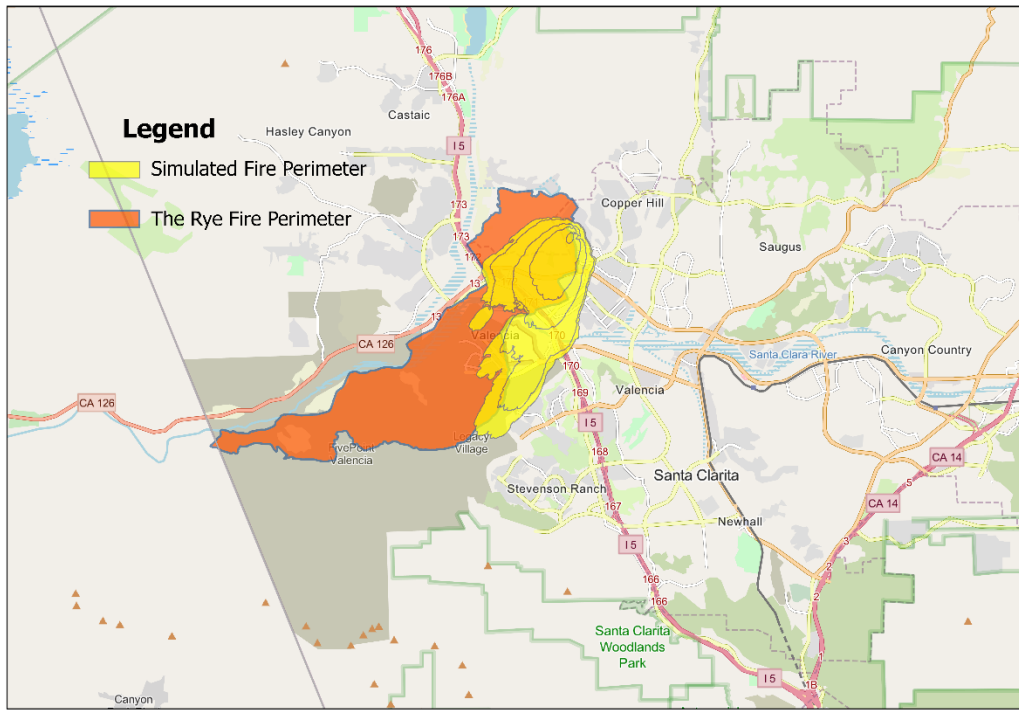 176
176B
176A
Castaic
Legend
Hasley Canyon
I 5
Simulated Fire Perimeter
173
Copper Hill
The Rye Fire Perimeter
173
Saugus
13
CA 126
Valencia
170
Santa Clara River
Canyon Country
170
Valencia
169
CA 126
I 5
Legacy
Village
Valencia
168
CA 14
Santa Clarita
5
Stevenson Ranch
167
CA 14
Newhall
I 5
3
166
2
166
2
Santa Clarita
Woodlands
Park
1
I 5
1B
Canyon